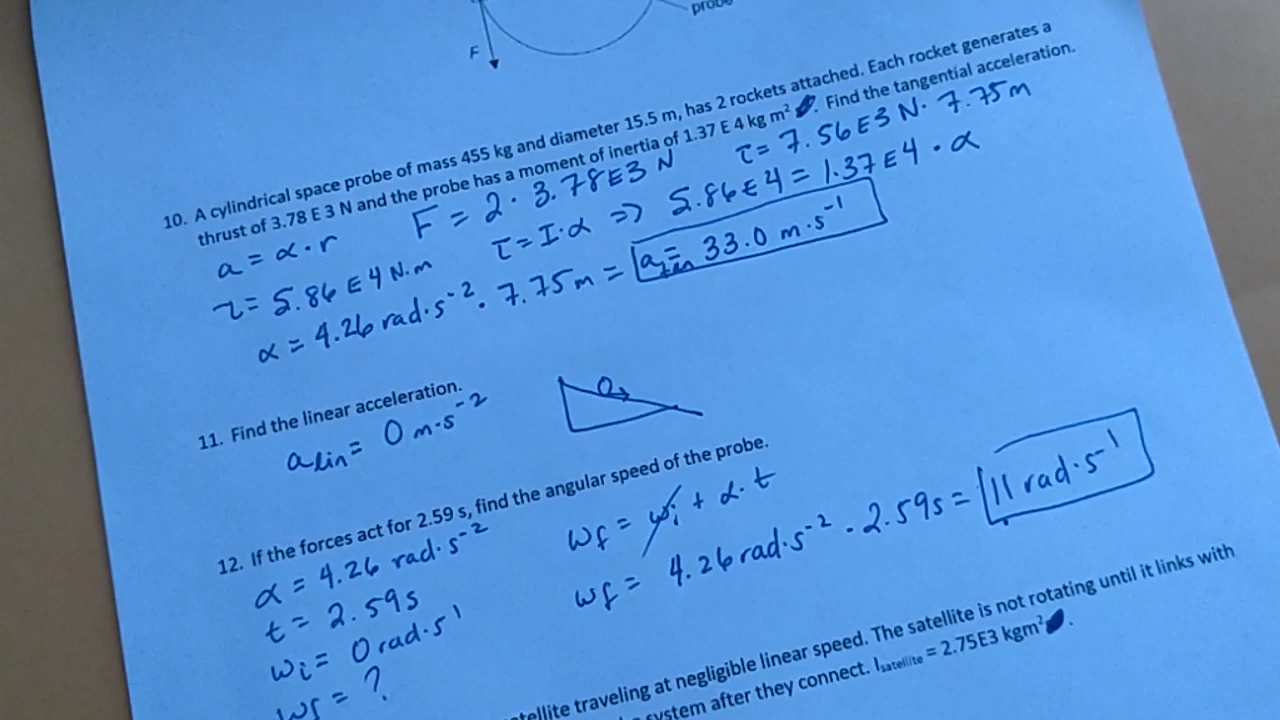 probe
F
10. A cylindrical space probe of mass 455 kg and diameter 15.5 m, has 2 rockets attached. Each rocket generates a
thrust of 3.78 E 3 N and the probe has a moment of inertia of 1.37 E 4 kg m². Find the tangential acceleration.
a = α · r
F = 2 · 3.78E3 N
τ = 7.56E3 N · 7.75m
τ = 5.86 E4 N·m
τ = I·α ⇒ 5.86E4 = 1.37E4 · α
α = 4.26 rad·s⁻² · 7.75m = a_tan = 33.0 m·s⁻¹
11. Find the linear acceleration.
a lin = 0 m·s⁻²
12. If the forces act for 2.59 s, find the angular speed of the probe.
α = 4.26 rad·s⁻²
ωf = ωi + α · t
t = 2.59s
ωf = 4.26 rad·s⁻² · 2.59s = 11 rad·s⁻¹
ωi = 0 rad·s⁻¹
ωf = ?
traveling at negligible linear speed. The satellite is not rotating until it links with
system after they connect. Isatellite = 2.75E3 kgm².